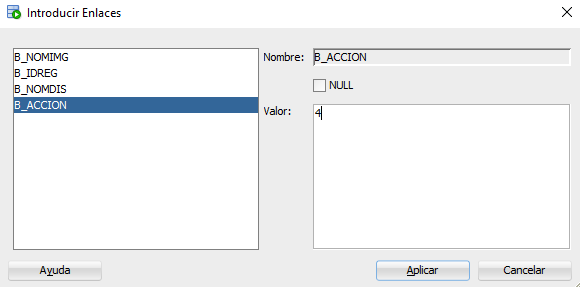 Introducir Enlaces
B_NOMIMG
B_IDREG
B_NOMDIS
B_ACCION
Nombre: B_ACCION
NULL
Valor: 4
Ayuda
Aplicar
Cancelar